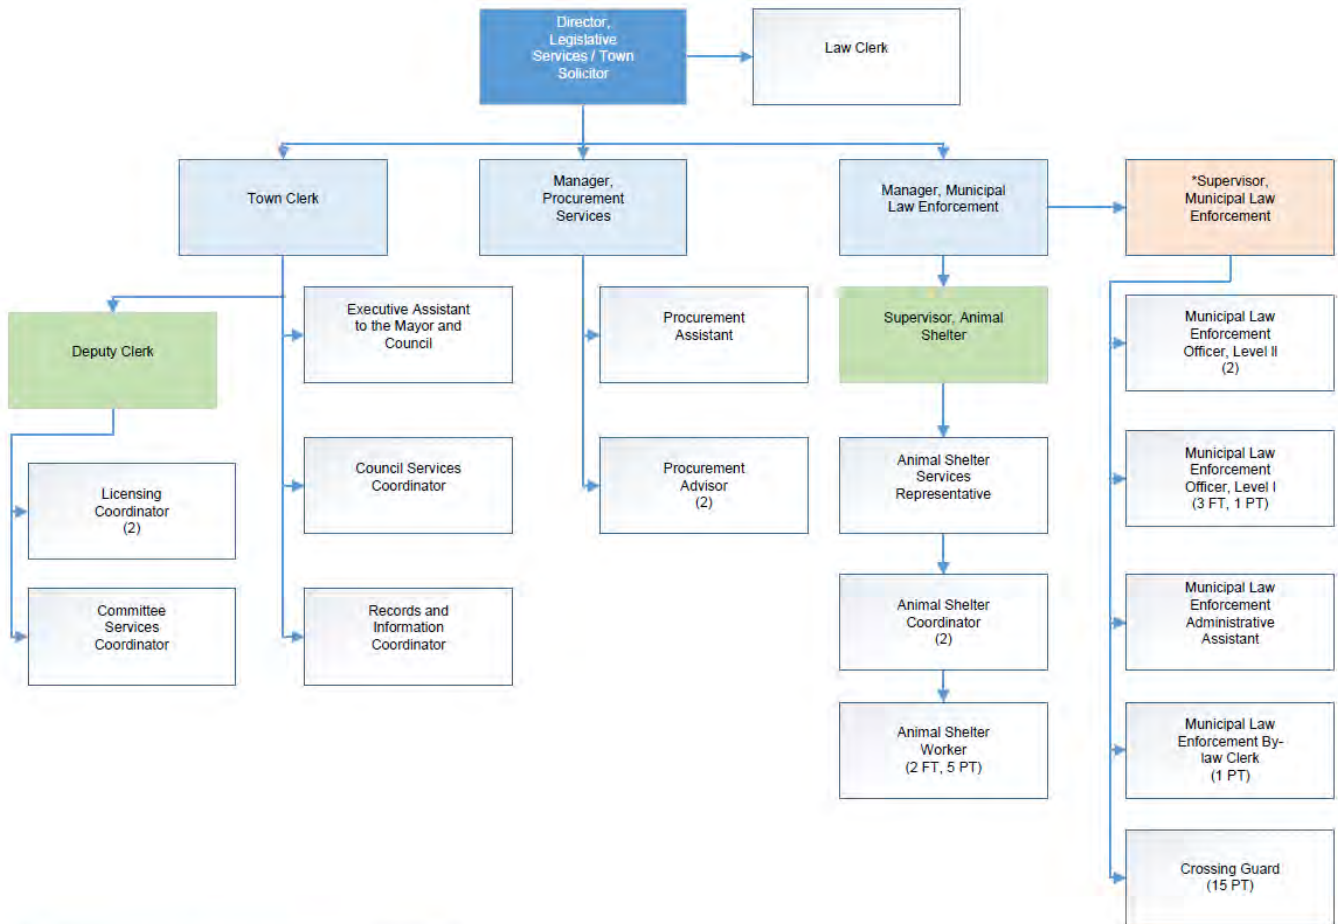 Director,
Legislative
Services / Town
Solicitor
Law Clerk
Town Clerk
Manager,
Procurement
Services
Manager, Municipal
Law Enforcement
*Supervisor,
Municipal Law
Enforcement
Deputy Clerk
Executive Assistant
to the Mayor and
Council
Procurement
Assistant
Supervisor, Animal
Shelter
Municipal Law
Enforcement
Officer, Level II
(2)
Licensing
Coordinator
(2)
Council Services
Coordinator
Procurement
Advisor
(2)
Animal Shelter
Services
Representative
Municipal Law
Enforcement
Officer, Level I
(3 FT, 1 PT)
Committee
Services
Coordinator
Records and
Information
Coordinator
Animal Shelter
Coordinator
(2)
Municipal Law
Enforcement
Administrative
Assistant
Animal Shelter
Worker
(2 FT, 5 PT)
Municipal Law
Enforcement By-
law Clerk
(1 PT)
Crossing Guard
(15 PT)